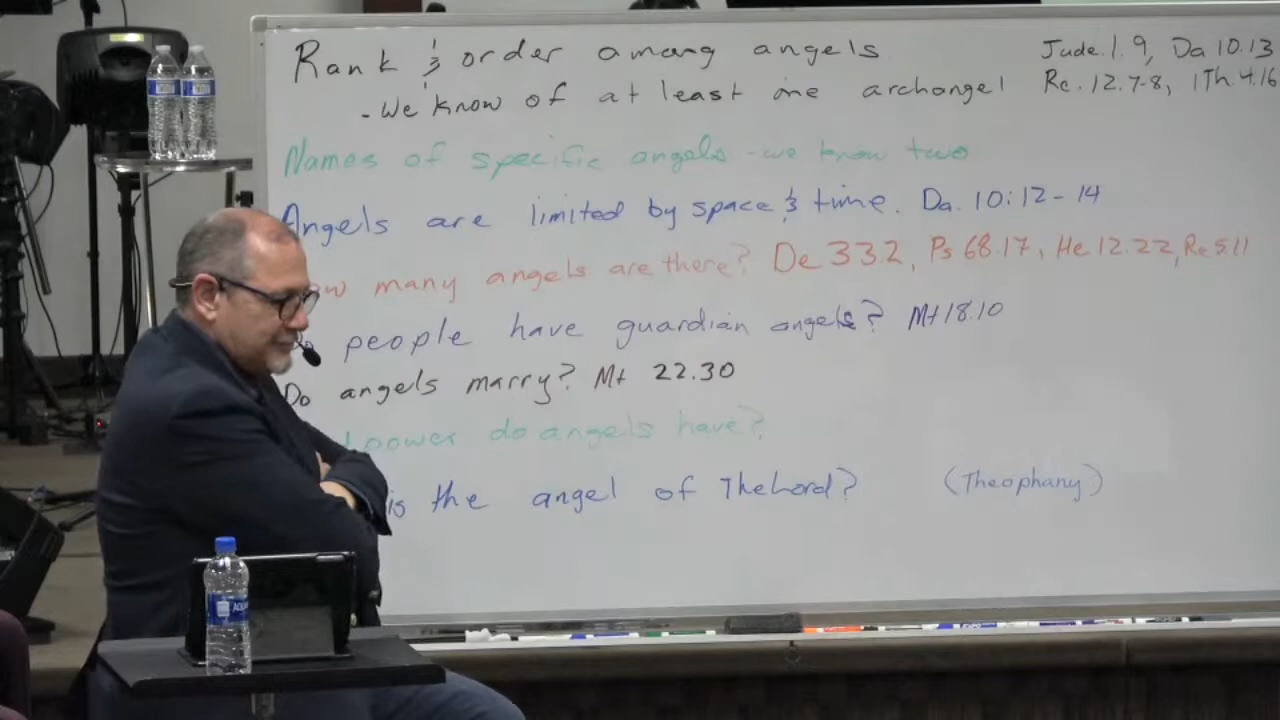 Rank & order among angels Jude.1.9, Da 10.13
- We know of at least one archangel Re. 12.7-8, 1Th.4.16
Names of specific angels - we know two
Angels are limited by space & time. Da. 10:12-14
ow many angels are there? De 33.2, Ps 68.17, He 12.22, Re 5.11
people have guardian angels? Mt 18.10
Do angels marry? Mt 22.30
power do angels have?
is the angel of The Lord? (Theophany)